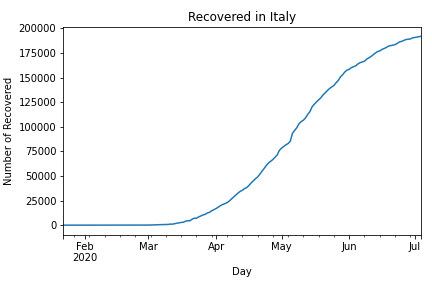 Recovered in Italy
200000
175000
150000
125000
100000
75000
50000
25000
0
Number of Recovered
Feb Mar Apr May Jun Jul
2020
Day